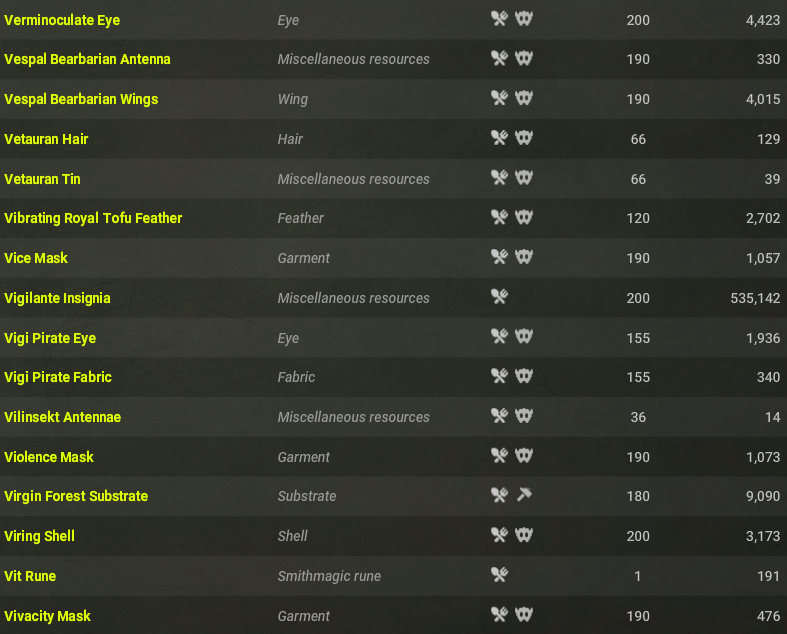 Verminoculate Eye Eye 200 4,423
Vespal Bearbarian Antenna Miscellaneous resources 190 330
Vespal Bearbarian Wings Wing 190 4,015
Vetauran Hair Hair 66 129
Vetauran Tin Miscellaneous resources 66 39
Vibrating Royal Tofu Feather Feather 120 2,702
Vice Mask Garment 190 1,057
Vigilante Insignia Miscellaneous resources 200 535,142
Vigi Pirate Eye Eye 155 1,936
Vigi Pirate Fabric Fabric 155 340
Vilinsekt Antennae Miscellaneous resources 36 14
Violence Mask Garment 190 1,073
Virgin Forest Substrate Substrate 180 9,090
Viring Shell Shell 200 3,173
Vit Rune Smithmagic rune 1 191
Vivacity Mask Garment 190 476